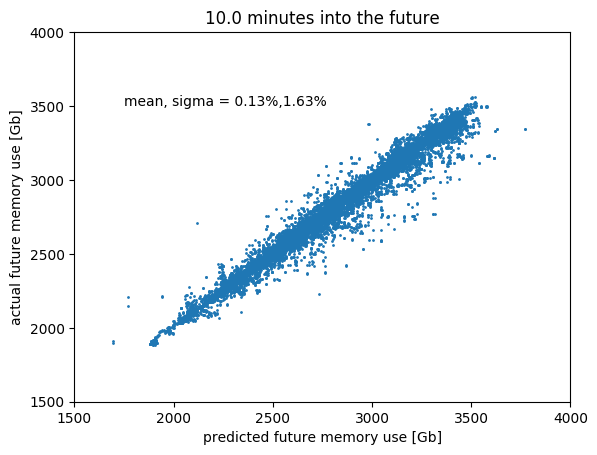 10.0 minutes into the future
4000
3500
3000
2500
2000
1500
mean, sigma = 0.13%,1.63%
actual future memory use [Gb]
1500 2000 2500 3000 3500 4000
predicted future memory use [Gb]